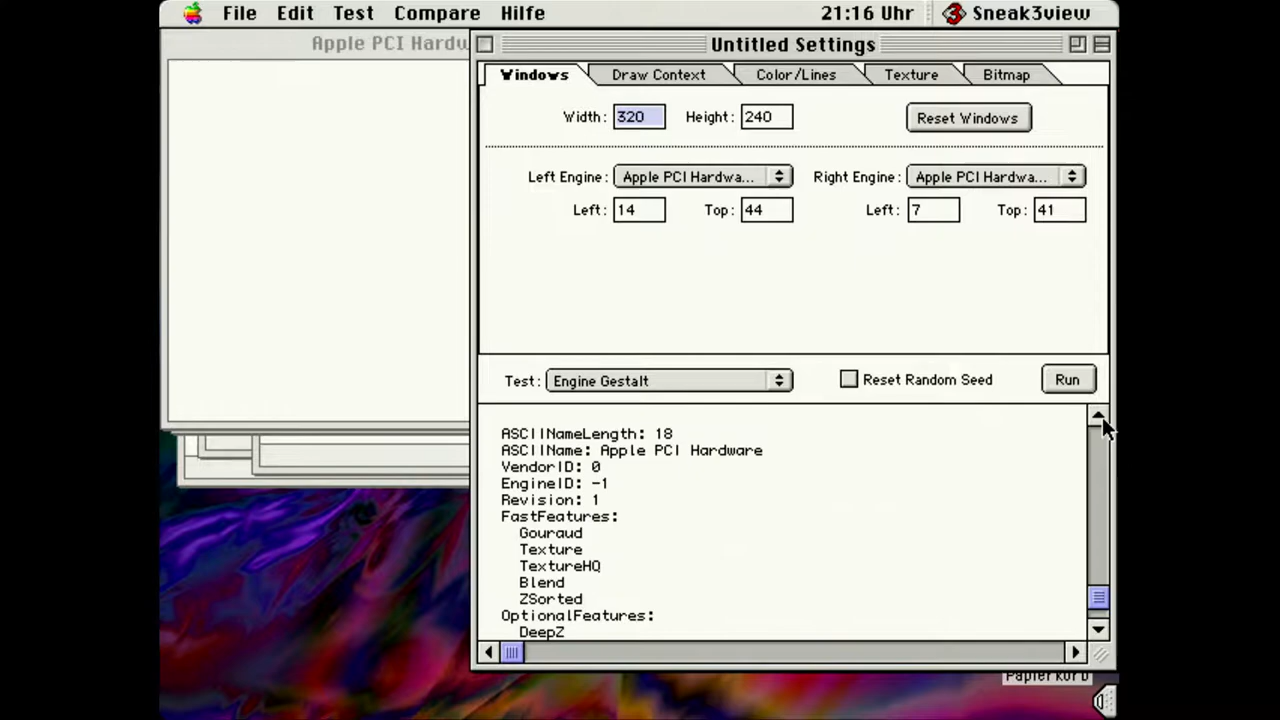 File Edit Test Compare Hilfe 21:16 Uhr Sneak3view
Apple PCI Hardw
Untitled Settings
Windows Draw Context Color/Lines Texture Bitmap
Width: 320 Height: 240 Reset Windows
Left Engine: Apple PCI Hardwa... Right Engine: Apple PCI Hardwa...
Left: 14 Top: 44 Left: 7 Top: 41
Test: Engine Gestalt Reset Random Seed Run
ASCIINameLength: 18
ASCIIName: Apple PCI Hardware
VendorID: 0
EngineID: -1
Revision: 1
FastFeatures:
Gouraud
Texture
TextureHQ
Blend
ZSorted
OptionalFeatures:
DeepZ
Papierkorb